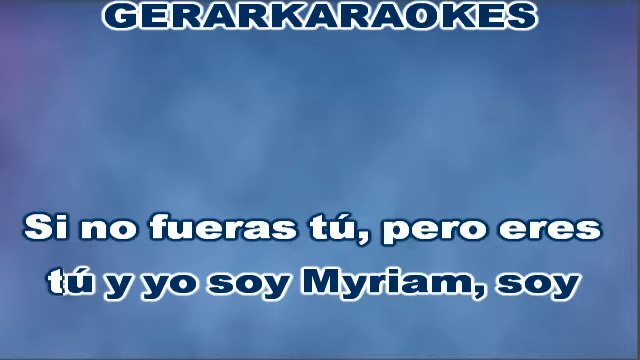 GERARKARAOKES
Si no fueras tú, pero eres
tú y yo soy Myriam, soy